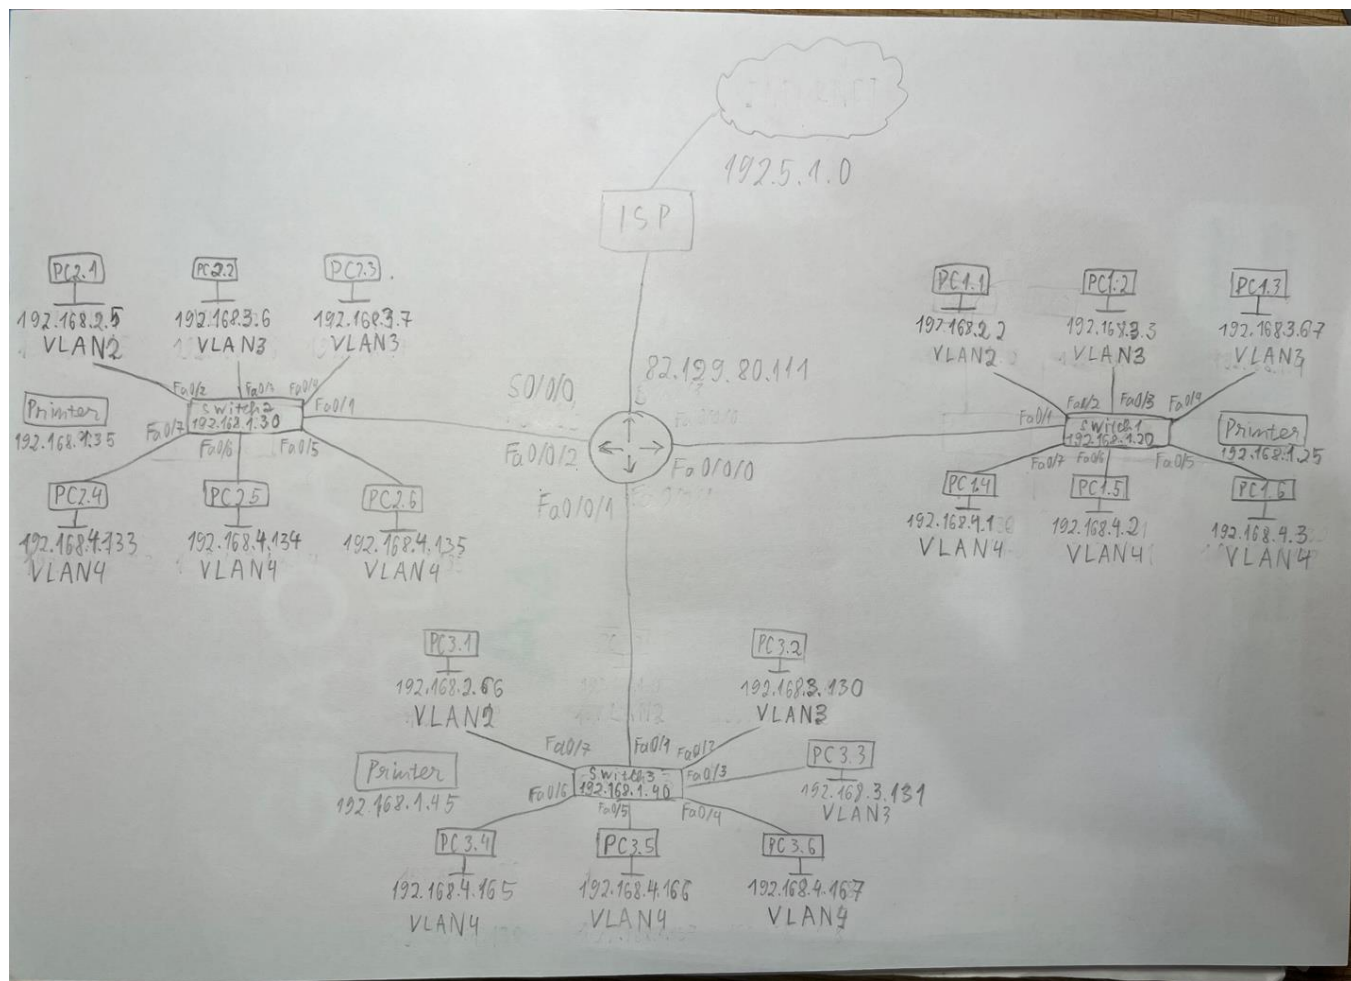 192.5.1.0
ISP
82.129.80.111
S0/0/0
Fa0/0/2
Fa0/0/0
Fa0/0/1
PC2.1
192.168.2.5
VLAN2
PC2.2
192.168.3.6
VLAN3
PC2.3
192.168.3.7
VLAN3
Fa0/2
Fa0/3
Fa0/4
Printer
192.168.1.35
Switch2
192.168.1.30
Fa0/1
Fa0/7
Fa0/6
Fa0/5
PC2.4
192.168.4.133
VLAN4
PC2.5
192.168.4.134
VLAN4
PC2.6
192.168.4.135
VLAN4
PC1.1
192.168.2.2
VLAN2
PC1.2
192.168.3.3
VLAN3
PC1.3
192.168.3.67
VLAN3
Fa0/1
Fa0/2
Fa0/3
Fa0/4
Switch1
192.168.1.20
Printer
192.168.1.25
Fa0/7
Fa0/6
Fa0/5
PC1.4
192.168.4.1
VLAN4
PC1.5
192.168.4.2
VLAN4
PC1.6
192.168.4.3
VLAN4
PC3.1
192.168.2.66
VLAN2
PC3.2
192.168.3.130
VLAN3
Fa0/7
Fa0/1
Fa0/2
Printer
192.168.1.45
Switch3
192.168.1.40
Fa0/3
PC3.3
192.168.3.131
VLAN3
Fa0/6
Fa0/5
Fa0/4
PC3.4
192.168.4.165
VLAN4
PC3.5
192.168.4.166
VLAN4
PC3.6
192.168.4.167
VLAN4